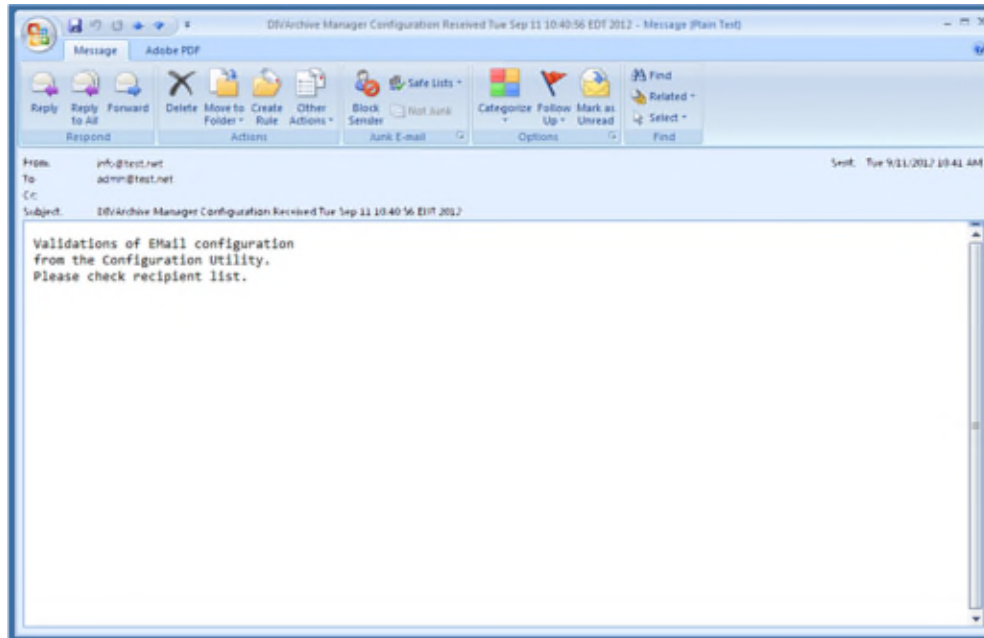 DIVArchive Manager Configuration Received Tue Sep 11 10:40:56 EDT 2012 - Message (Plain Text)
Message Adobe PDF
Reply Reply to All Forward Delete Move to Folder Create Rule Other Actions Block Sender Safe Lists Not Junk Categorize Follow Up Mark as Unread Find Related Select
Respond Actions Junk E-mail Options Find
From: info@test.net Sent: Tue 9/11/2012 10:41 AM
To: admin@test.net
Cc:
Subject: DIVArchive Manager Configuration Received Tue Sep 11 10:40:56 EDT 2012
Validations of EMail configuration
from the Configuration Utility.
Please check recipient list.